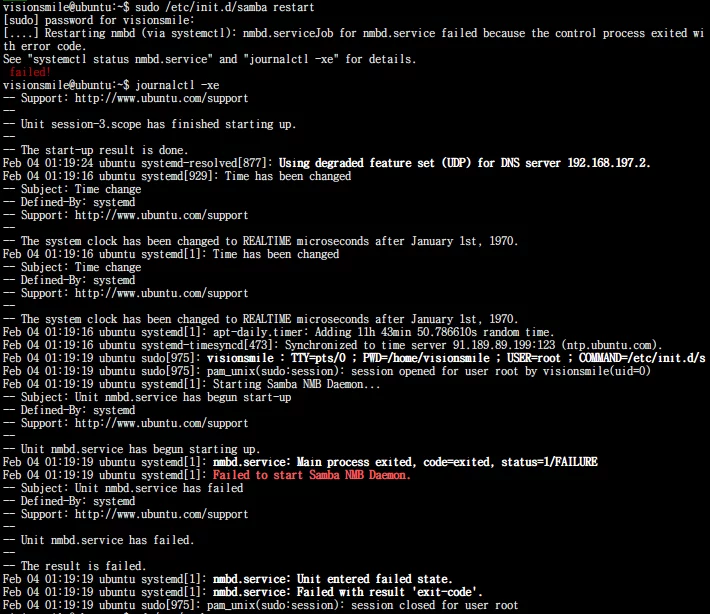 visionsmile@ubuntu:~$ sudo /etc/init.d/samba restart
[sudo] password for visionsmile:
[....] Restarting nmbd (via systemctl): nmbd.serviceJob for nmbd.service failed because the control process exited wi
th error code.
See "systemctl status nmbd.service" and "journalctl -xe" for details.
 failed!
visionsmile@ubuntu:~$ journalctl -xe
-- Support: http://www.ubuntu.com/support
--
-- Unit session-3.scope has finished starting up.
--
-- The start-up result is done.
Feb 04 01:19:24 ubuntu systemd-resolved[877]: Using degraded feature set (UDP) for DNS server 192.168.197.2.
Feb 04 01:19:16 ubuntu systemd[929]: Time has been changed
-- Subject: Time change
-- Defined-By: systemd
-- Support: http://www.ubuntu.com/support
--
-- The system clock has been changed to REALTIME microseconds after January 1st, 1970.
Feb 04 01:19:16 ubuntu systemd[1]: Time has been changed
-- Subject: Time change
-- Defined-By: systemd
-- Support: http://www.ubuntu.com/support
--
-- The system clock has been changed to REALTIME microseconds after January 1st, 1970.
Feb 04 01:19:16 ubuntu systemd[1]: apt-daily.timer: Adding 11h 43min 50.786610s random time.
Feb 04 01:19:16 ubuntu systemd-timesyncd[473]: Synchronized to time server 91.189.89.199:123 (ntp.ubuntu.com).
Feb 04 01:19:19 ubuntu sudo[975]: visionsmile : TTY=pts/0 ; PWD=/home/visionsmile ; USER=root ; COMMAND=/etc/init.d/s
Feb 04 01:19:19 ubuntu sudo[975]: pam_unix(sudo:session): session opened for user root by visionsmile(uid=0)
Feb 04 01:19:19 ubuntu systemd[1]: Starting Samba NMB Daemon...
-- Subject: Unit nmbd.service has begun start-up
-- Defined-By: systemd
-- Support: http://www.ubuntu.com/support
--
-- Unit nmbd.service has begun starting up.
Feb 04 01:19:19 ubuntu systemd[1]: nmbd.service: Main process exited, code=exited, status=1/FAILURE
Feb 04 01:19:19 ubuntu systemd[1]: Failed to start Samba NMB Daemon.
-- Subject: Unit nmbd.service has failed
-- Defined-By: systemd
-- Support: http://www.ubuntu.com/support
--
-- Unit nmbd.service has failed.
--
-- The result is failed.
Feb 04 01:19:19 ubuntu systemd[1]: nmbd.service: Unit entered failed state.
Feb 04 01:19:19 ubuntu systemd[1]: nmbd.service: Failed with result 'exit-code'.
Feb 04 01:19:19 ubuntu sudo[975]: pam_unix(sudo:session): session closed for user root